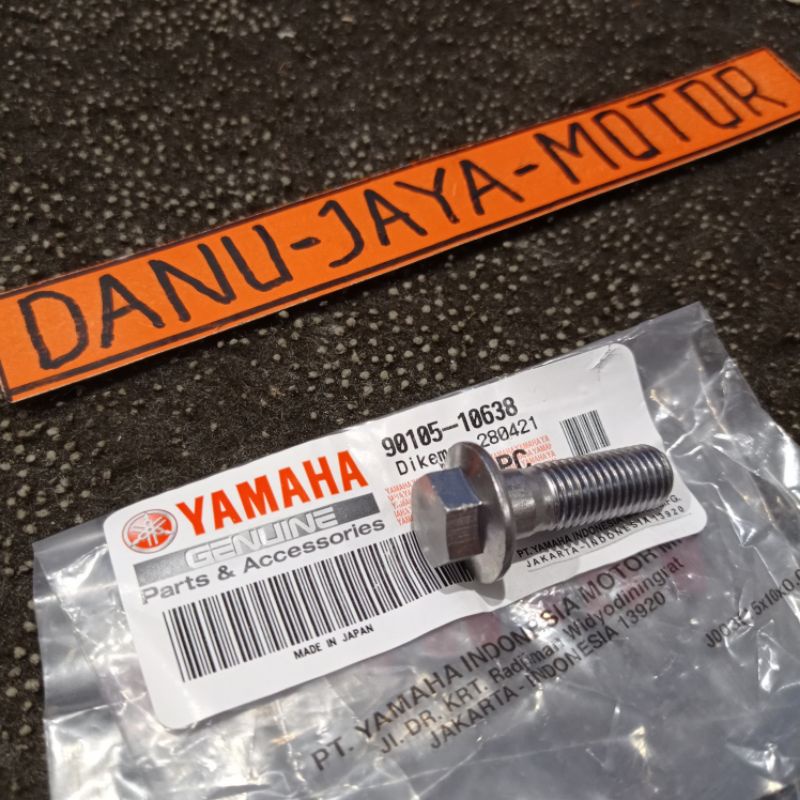 DANU-JAYA-MOTOR
90105-10638
280421
YAMAHA
GENUINE
Parts & Accessories
MADE IN JAPAN
PT. YAMAHA INDONESIA
JAKARTA-INDONESIA 13920
PT. YAMAHA INDONESIA MOTOR
Jl. DR. KRT. Radjiman Widyodiningrat
JAKARTA - INDONESIA 13920